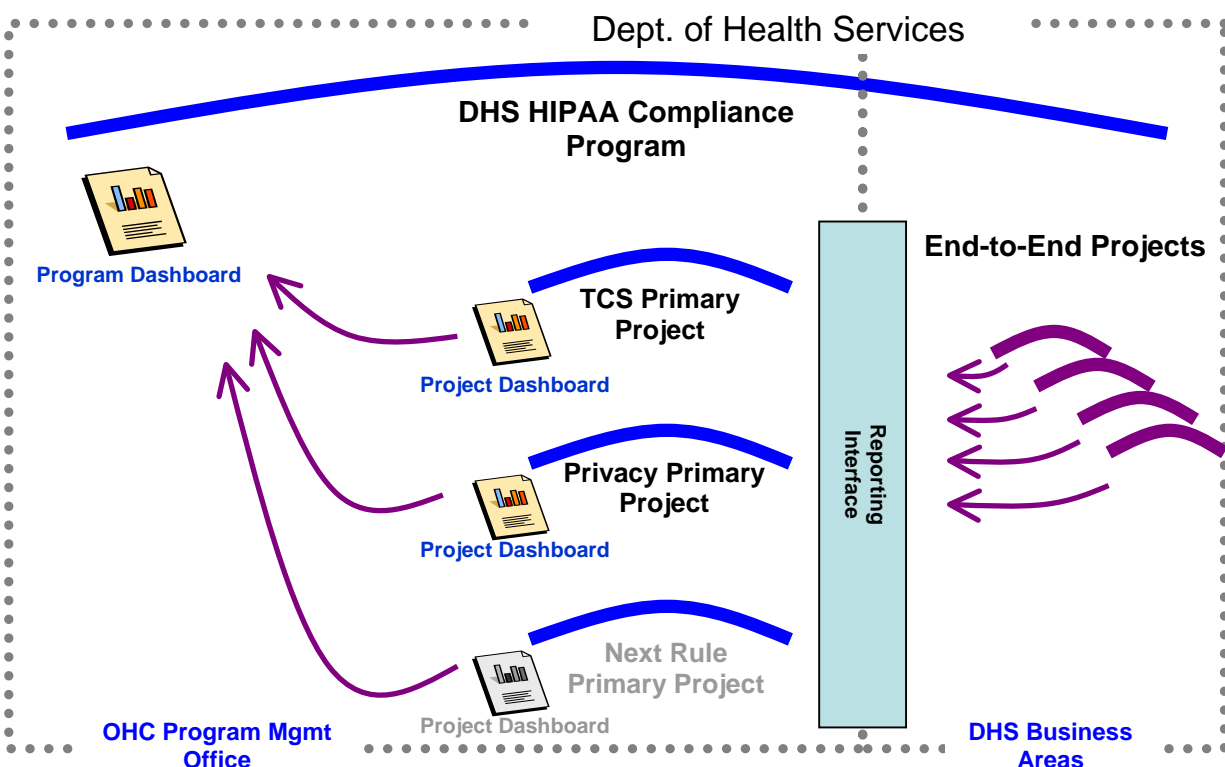 Dept. of Health Services
DHS HIPAA Compliance
Program
Program Dashboard
End-to-End Projects
TCS Primary
Project
Project Dashboard
Reporting
Interface
Privacy Primary
Project
Project Dashboard
Next Rule
Primary Project
Project Dashboard
OHC Program Mgmt
Office
DHS Business
Areas